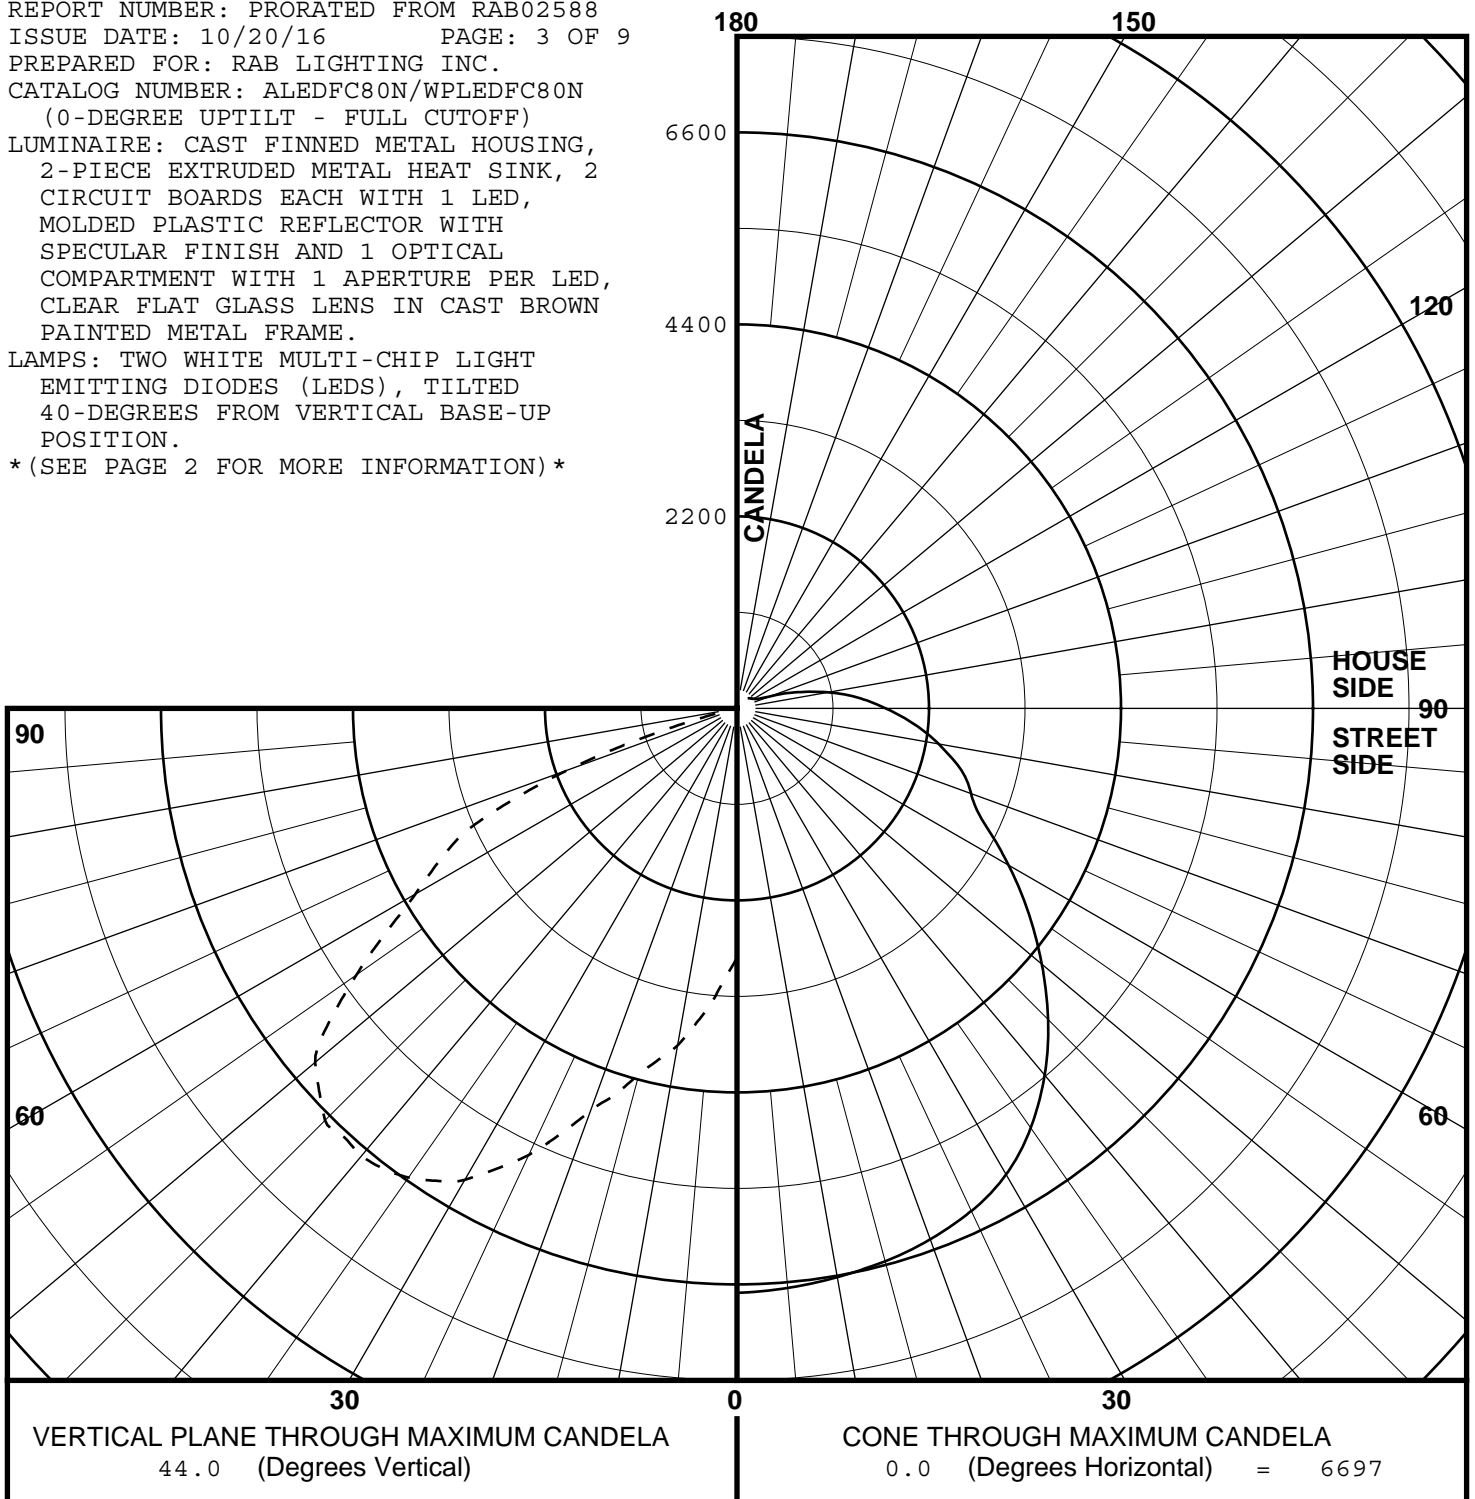 REPORT NUMBER: PRORATED FROM RAB02588
ISSUE DATE: 10/20/16 PAGE: 3 OF 9
PREPARED FOR: RAB LIGHTING INC.
CATALOG NUMBER: ALEDFC80N/WPLEDFC80N
(0-DEGREE UPTILT - FULL CUTOFF)
LUMINAIRE: CAST FINNED METAL HOUSING,
2-PIECE EXTRUDED METAL HEAT SINK, 2
CIRCUIT BOARDS EACH WITH 1 LED,
MOLDED PLASTIC REFLECTOR WITH
SPECULAR FINISH AND 1 OPTICAL
COMPARTMENT WITH 1 APERTURE PER LED,
CLEAR FLAT GLASS LENS IN CAST BROWN
PAINTED METAL FRAME.
LAMPS: TWO WHITE MULTI-CHIP LIGHT
EMITTING DIODES (LEDS), TILTED
40-DEGREES FROM VERTICAL BASE-UP
POSITION.
*(SEE PAGE 2 FOR MORE INFORMATION)*
180
150
6600
120
4400
CANDELA
2200
HOUSE
SIDE
90
90
STREET
SIDE
60
60
30
0
30
VERTICAL PLANE THROUGH MAXIMUM CANDELA
44.0 (Degrees Vertical)
CONE THROUGH MAXIMUM CANDELA
0.0 (Degrees Horizontal) = 6697